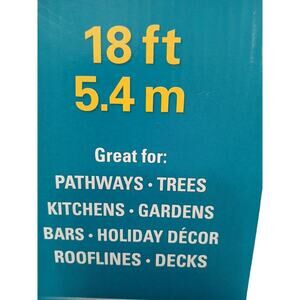 18 ft
5.4 m
Great for:
PATHWAYS • TREES
KITCHENS • GARDENS
BARS • HOLIDAY DÉCOR
ROOFLINES • DECKS